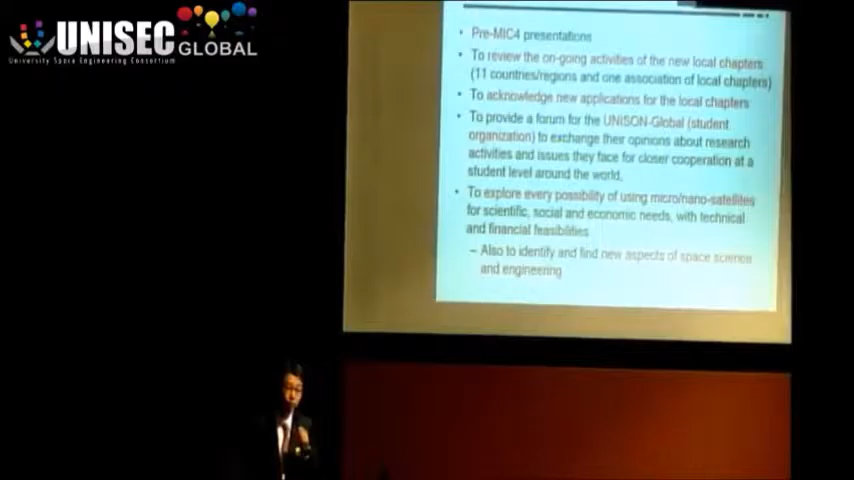 UNISEC GLOBAL
University Space Engineering Consortium
• Pre-MIC4 presentations
• To review the on-going activities of the new local chapters
(11 countries/regions and one association of local chapters)
• To acknowledge new applications for the local chapters
• To provide a forum for the UNISON-Global (student
organization) to exchange their opinions about research
activities and issues they face for closer cooperation at a
student level around the world.
• To explore every possibility of using micro/nano-satellites
for scientific, social and economic needs, with technical
and financial feasibilities
– Also to identify and find new aspects of space science
and engineering